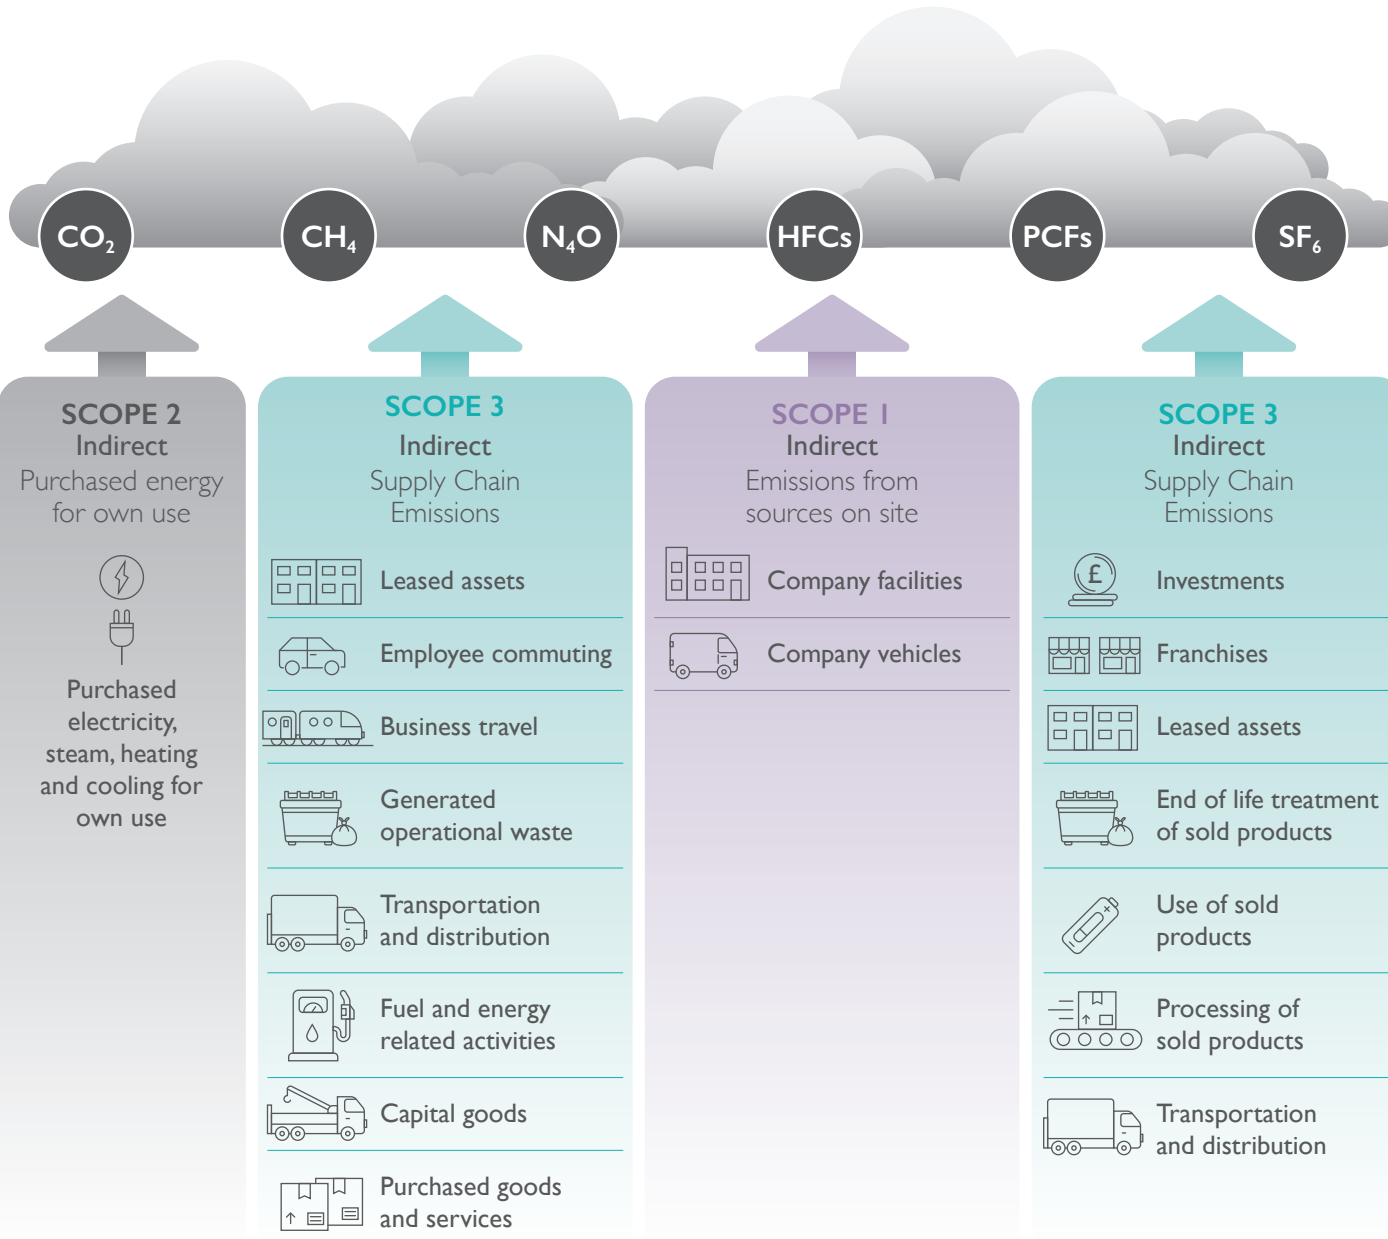 CO₂
CH₄
N₄O
HFCs
PCFs
SF₆
SCOPE 2
Indirect
Purchased energy
for own use
Purchased
electricity,
steam, heating
and cooling for
own use
SCOPE 3
Indirect
Supply Chain
Emissions
Leased assets
Employee commuting
Business travel
Generated
operational waste
Transportation
and distribution
Fuel and energy
related activities
Capital goods
Purchased goods
and services
SCOPE 1
Indirect
Emissions from
sources on site
Company facilities
Company vehicles
SCOPE 3
Indirect
Supply Chain
Emissions
£
Investments
Franchises
Leased assets
End of life treatment
of sold products
Use of sold
products
Processing of
sold products
Transportation
and distribution